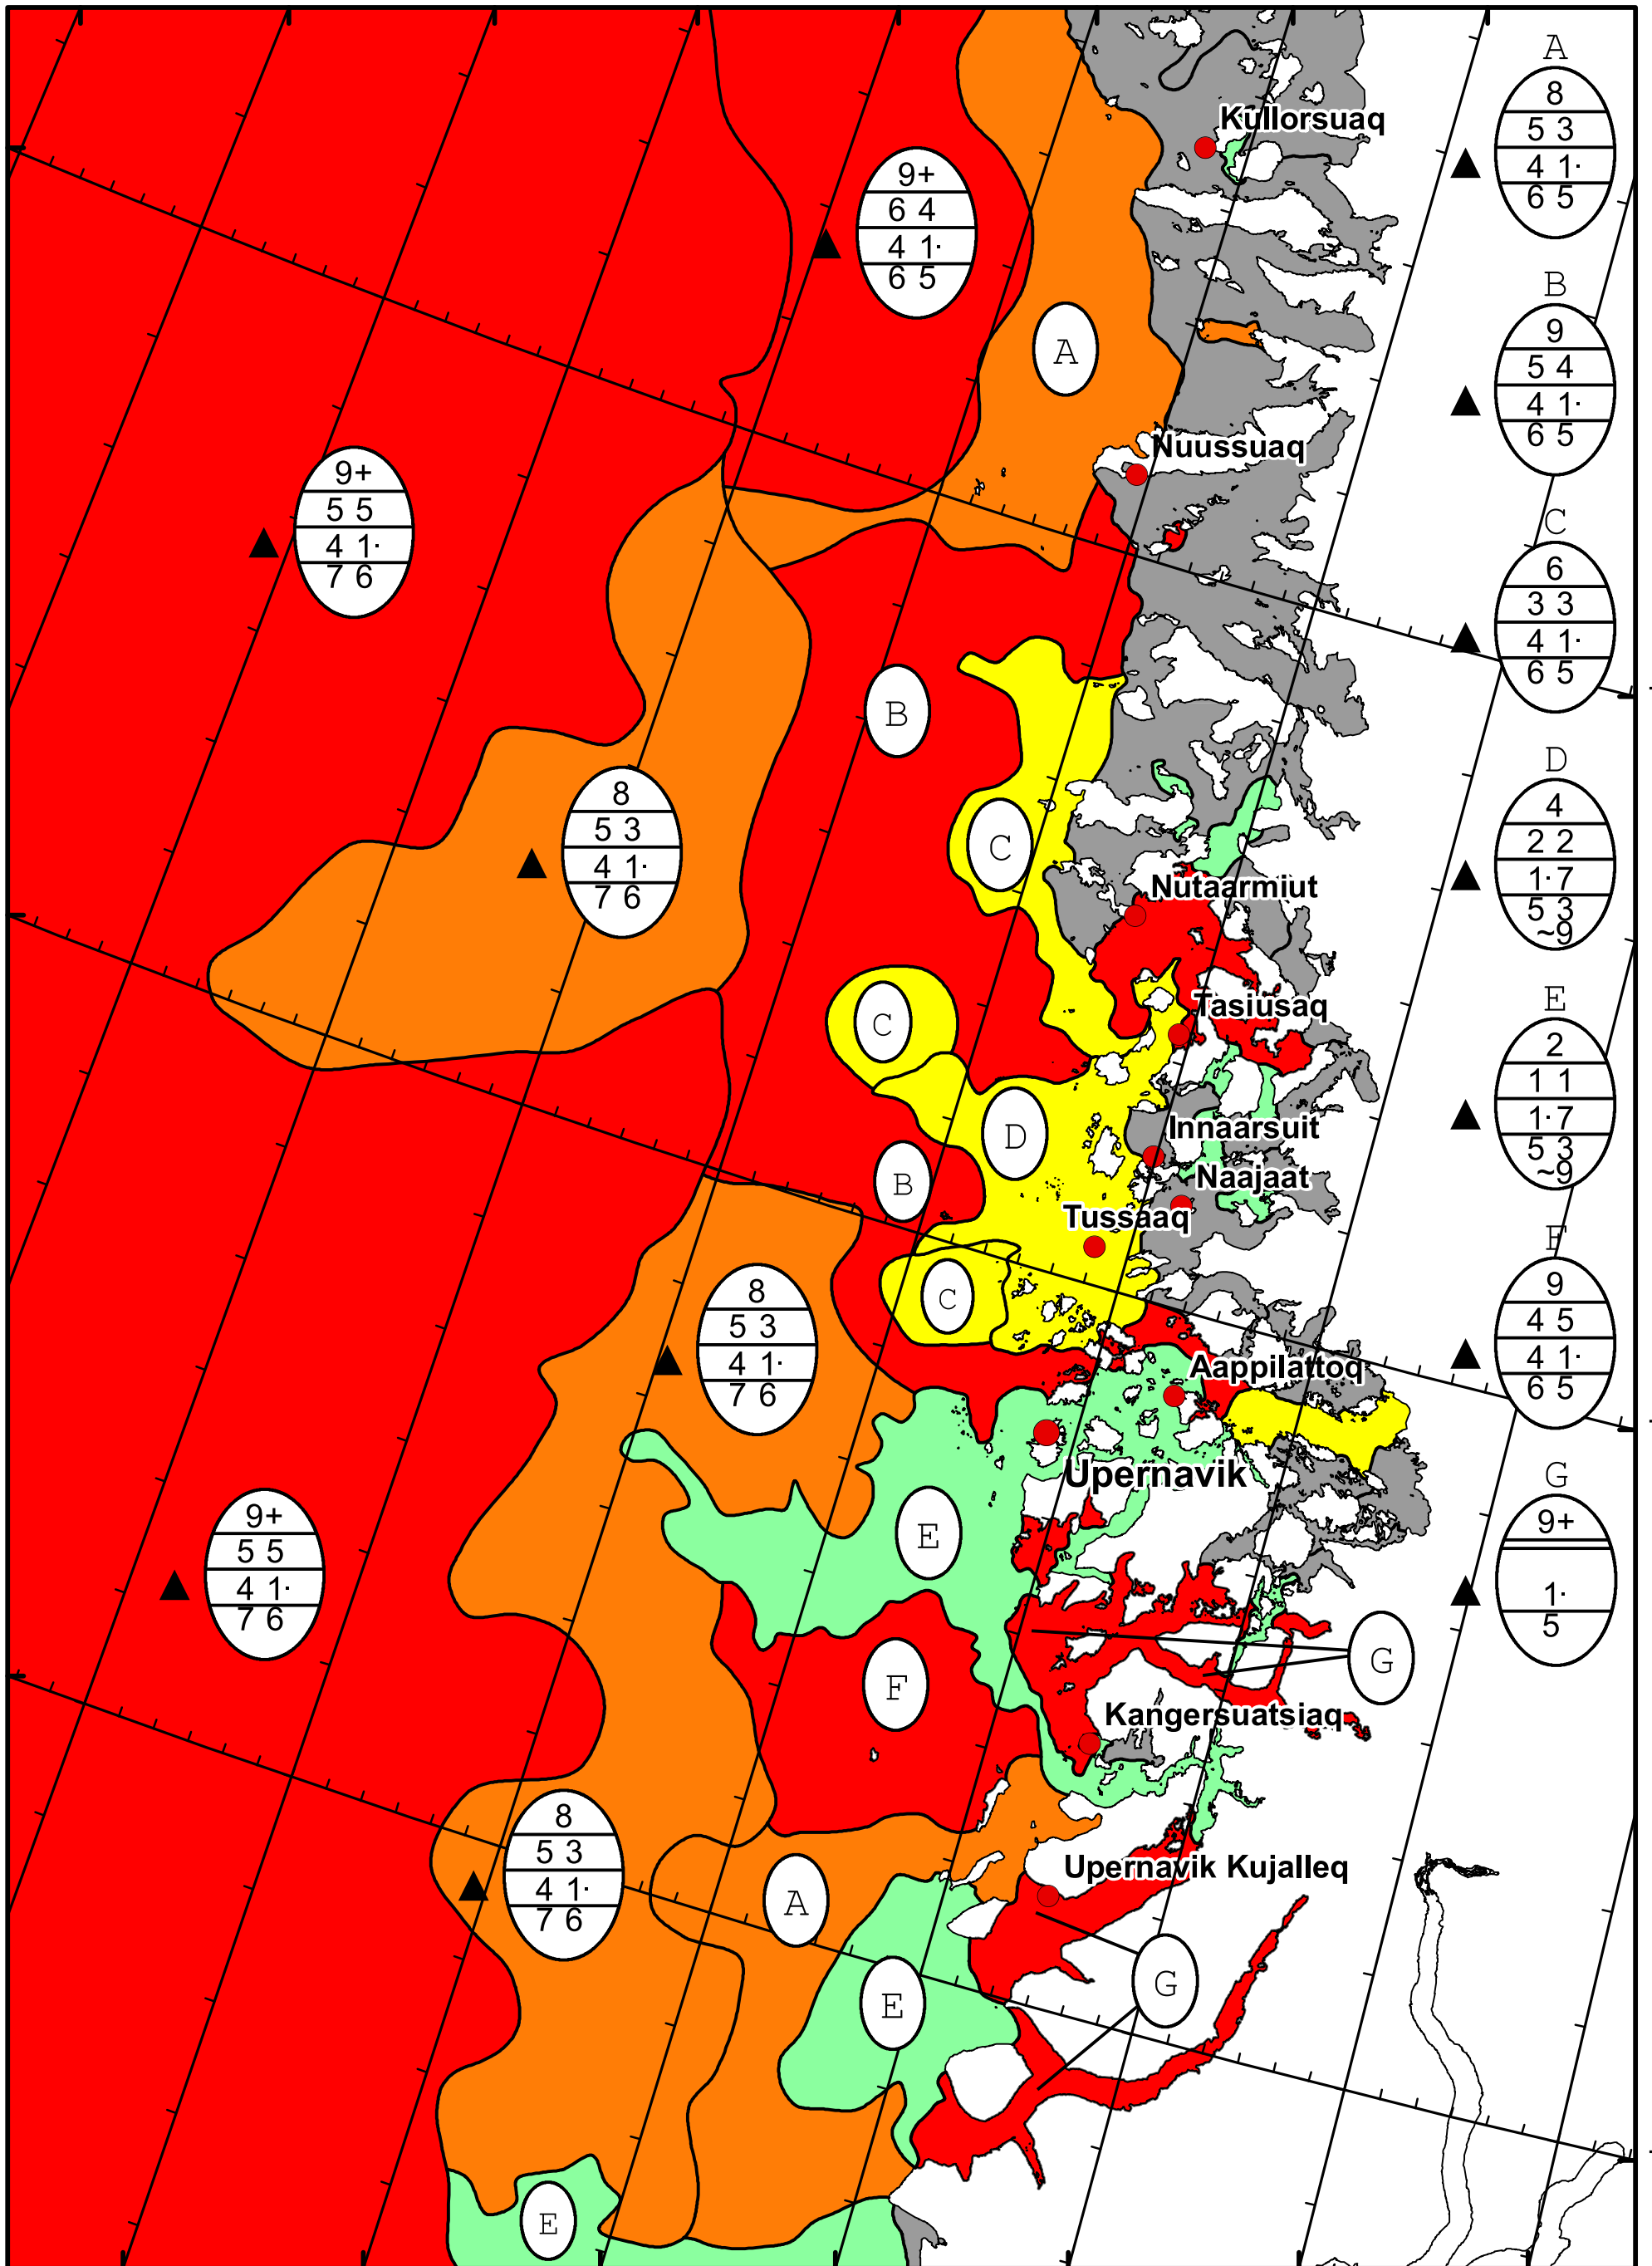 A
8
5 3
4 1·
6 5
Kullorsuaq
9+
6 4
4 1·
6 5
B
9
5 4
4 1·
6 5
A
Nuussuaq
9+
5 5
4 1·
7 6
C
6
3 3
4 1·
6 5
B
D
4
2 2
1· 7
5 3
~9
8
5 3
4 1·
7 6
C
Nutaarmiut
E
2
1 1
1· 7
5 3
~9
C
Tasiusaq
D
Innaarsuit
B
Naajaat
Tussaaq
F
9
4 5
4 1·
6 5
C
8
5 3
4 1·
7 6
Aappilattoq
Upernavik
G
9+
1·
5
9+
5 5
4 1·
7 6
E
G
F
Kangersuatsiaq
8
5 3
4 1·
7 6
Upernavik Kujalleq
A
G
E
E